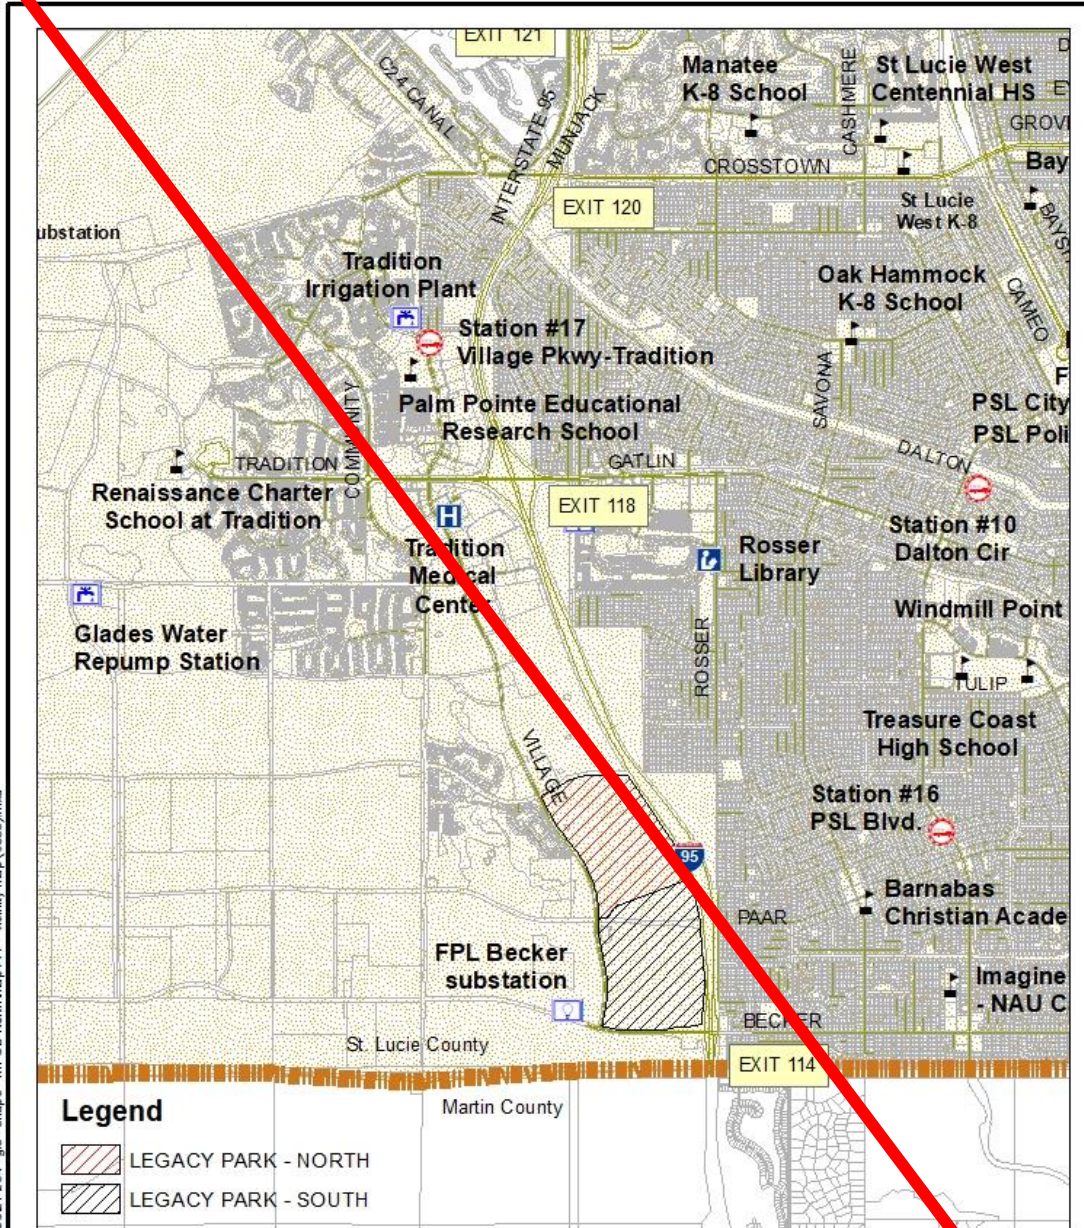 EXIT 121
C24 CANAL
INTERSTATE 95
MUNJACK
Manatee
K-8 School
CASHMERE
St Lucie West
Centennial HS
CROSSTOWN
EXIT 120
St Lucie
West K-8
Bay
ubstation
Tradition
Irrigation Plant
Oak Hammock
K-8 School
CAMEO
Station #17
Village Pkwy-Tradition
SAVONA
COMMUNITY
Palm Pointe Educational
Research School
PSL City
PSL Poli
TRADITION
GATLIN
DALTON
Renaissance Charter
School at Tradition
EXIT 118
H
Tradition
Medical
Center
Rosser
Library
Station #10
Dalton Cir
Windmill Point
Glades Water
Repump Station
ROSSER
TULIP
Treasure Coast
High School
VILLAGE
Station #16
PSL Blvd.
95
Barnabas
Christian Acade
PAAR
FPL Becker
substation
Imagine
- NAU C
BECKER
St. Lucie County
EXIT 114
Martin County
Legend
LEGACY PARK - NORTH
LEGACY PARK - SOUTH